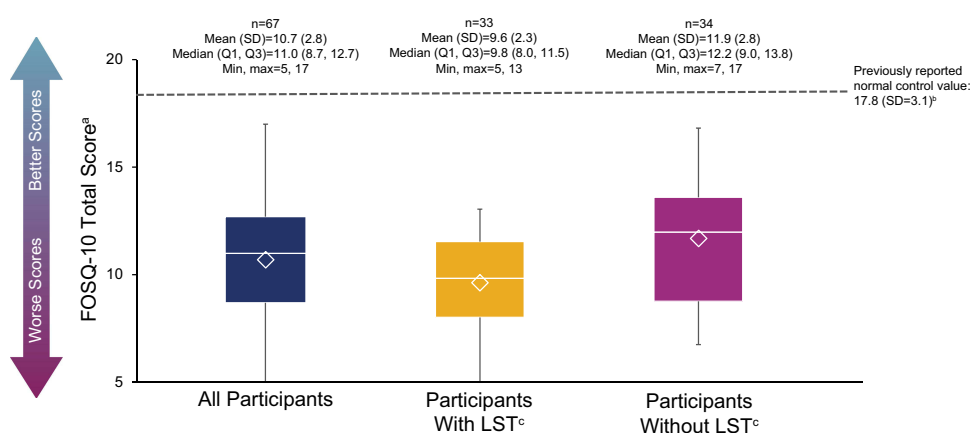 n=67
Mean (SD)=10.7 (2.8)
Median (Q1, Q3)=11.0 (8.7, 12.7)
Min, max=5, 17
n=33
Mean (SD)=9.6 (2.3)
Median (Q1, Q3)=9.8 (8.0, 11.5)
Min, max=5, 13
n=34
Mean (SD)=11.9 (2.8)
Median (Q1, Q3)=12.2 (9.0, 13.8)
Min, max=7, 17
Previously reported
normal control value:
17.8 (SD=3.1)ᵇ
Better Scores
Worse Scores
FOSQ-10 Total Scoreᵃ
20
15
10
5
All Participants
Participants
With LSTᶜ
Participants
Without LSTᶜ